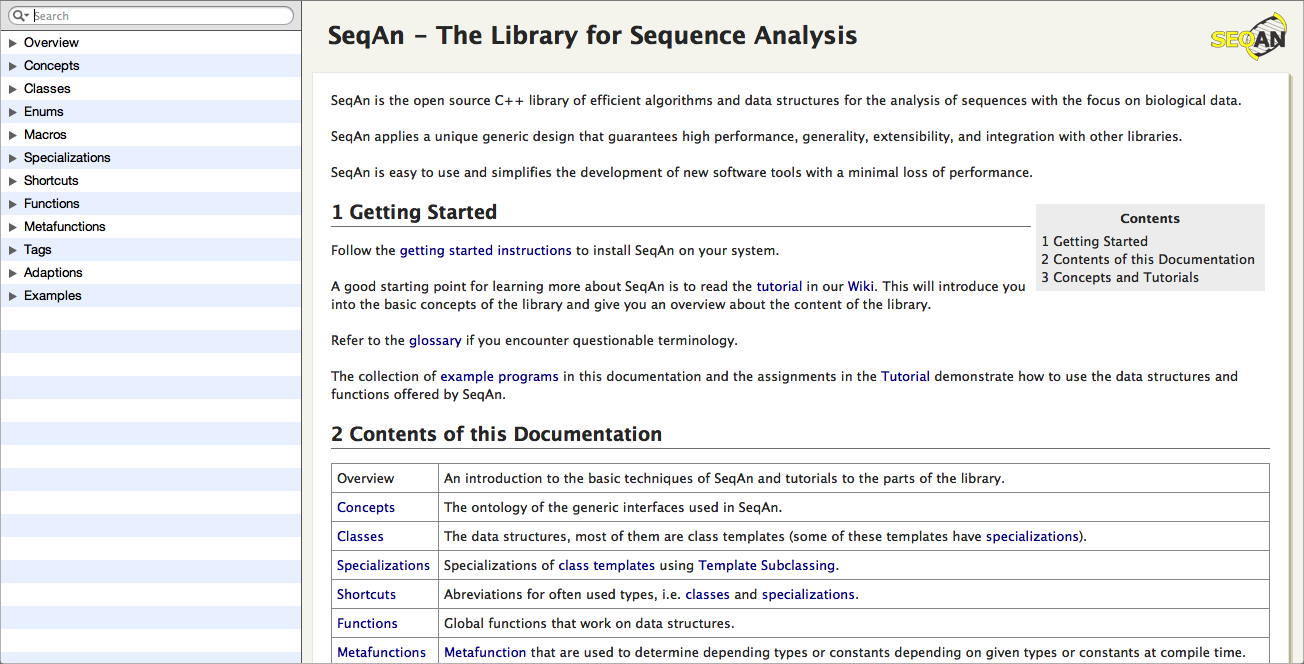 Search
Overview
Concepts
Classes
Enums
Macros
Specializations
Shortcuts
Functions
Metafunctions
Tags
Adaptions
Examples
SeqAn - The Library for Sequence Analysis
SEQAN
SeqAn is the open source C++ library of efficient algorithms and data structures for the analysis of sequences with the focus on biological data.
SeqAn applies a unique generic design that guarantees high performance, generality, extensibility, and integration with other libraries.
SeqAn is easy to use and simplifies the development of new software tools with a minimal loss of performance.
1 Getting Started
Follow the getting started instructions to install SeqAn on your system.
A good starting point for learning more about SeqAn is to read the tutorial in our Wiki. This will introduce you
into the basic concepts of the library and give you an overview about the content of the library.
Refer to the glossary if you encounter questionable terminology.
The collection of example programs in this documentation and the assignments in the Tutorial demonstrate how to use the data structures and
functions offered by SeqAn.
Contents
1 Getting Started
2 Contents of this Documentation
3 Concepts and Tutorials
2 Contents of this Documentation
Overview An introduction to the basic techniques of SeqAn and tutorials to the parts of the library.
Concepts The ontology of the generic interfaces used in SeqAn.
Classes The data structures, most of them are class templates (some of these templates have specializations).
Specializations Specializations of class templates using Template Subclassing.
Shortcuts Abreviations for often used types, i.e. classes and specializations.
Functions Global functions that work on data structures.
Metafunctions Metafunction that are used to determine depending types or constants depending on given types or constants at compile time.